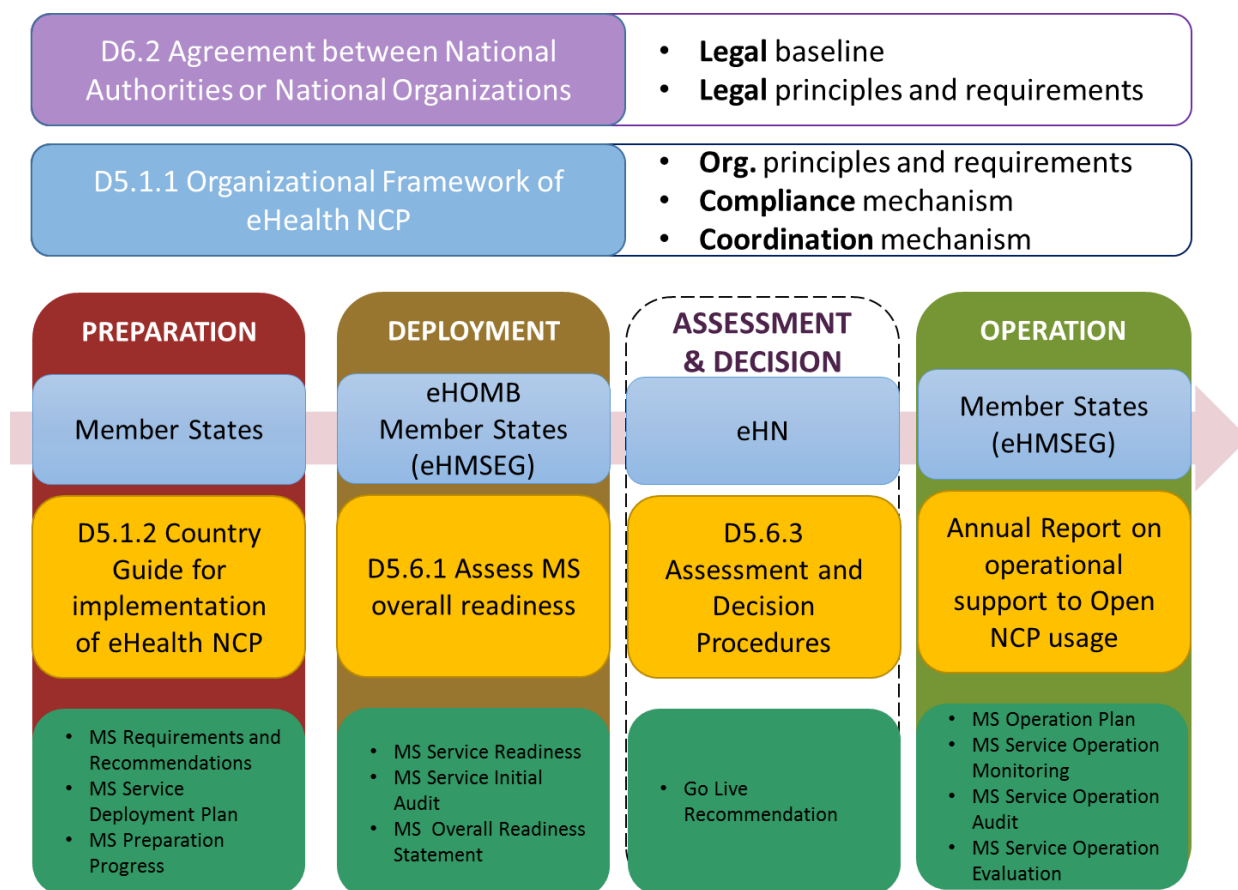 D6.2 Agreement between National
Authorities or National Organizations
• Legal baseline
• Legal principles and requirements
D5.1.1 Organizational Framework of
eHealth NCP
• Org. principles and requirements
• Compliance mechanism
• Coordination mechanism
PREPARATION
Member States
D5.1.2 Country
Guide for
implementation
of eHealth NCP
• MS Requirements and
Recommendations
• MS Service
Deployment Plan
• MS Preparation
Progress
DEPLOYMENT
eHOMB
Member States
(eHMSEG)
D5.6.1 Assess MS
overall readiness
• MS Service Readiness
• MS Service Initial
Audit
• MS Overall Readiness
Statement
ASSESSMENT
& DECISION
eHN
D5.6.3
Assessment and
Decision
Procedures
• Go Live
Recommendation
OPERATION
Member States
(eHMSEG)
Annual Report on
operational
support to Open
NCP usage
• MS Operation Plan
• MS Service Operation
Monitoring
• MS Service Operation
Audit
• MS Service Operation
Evaluation